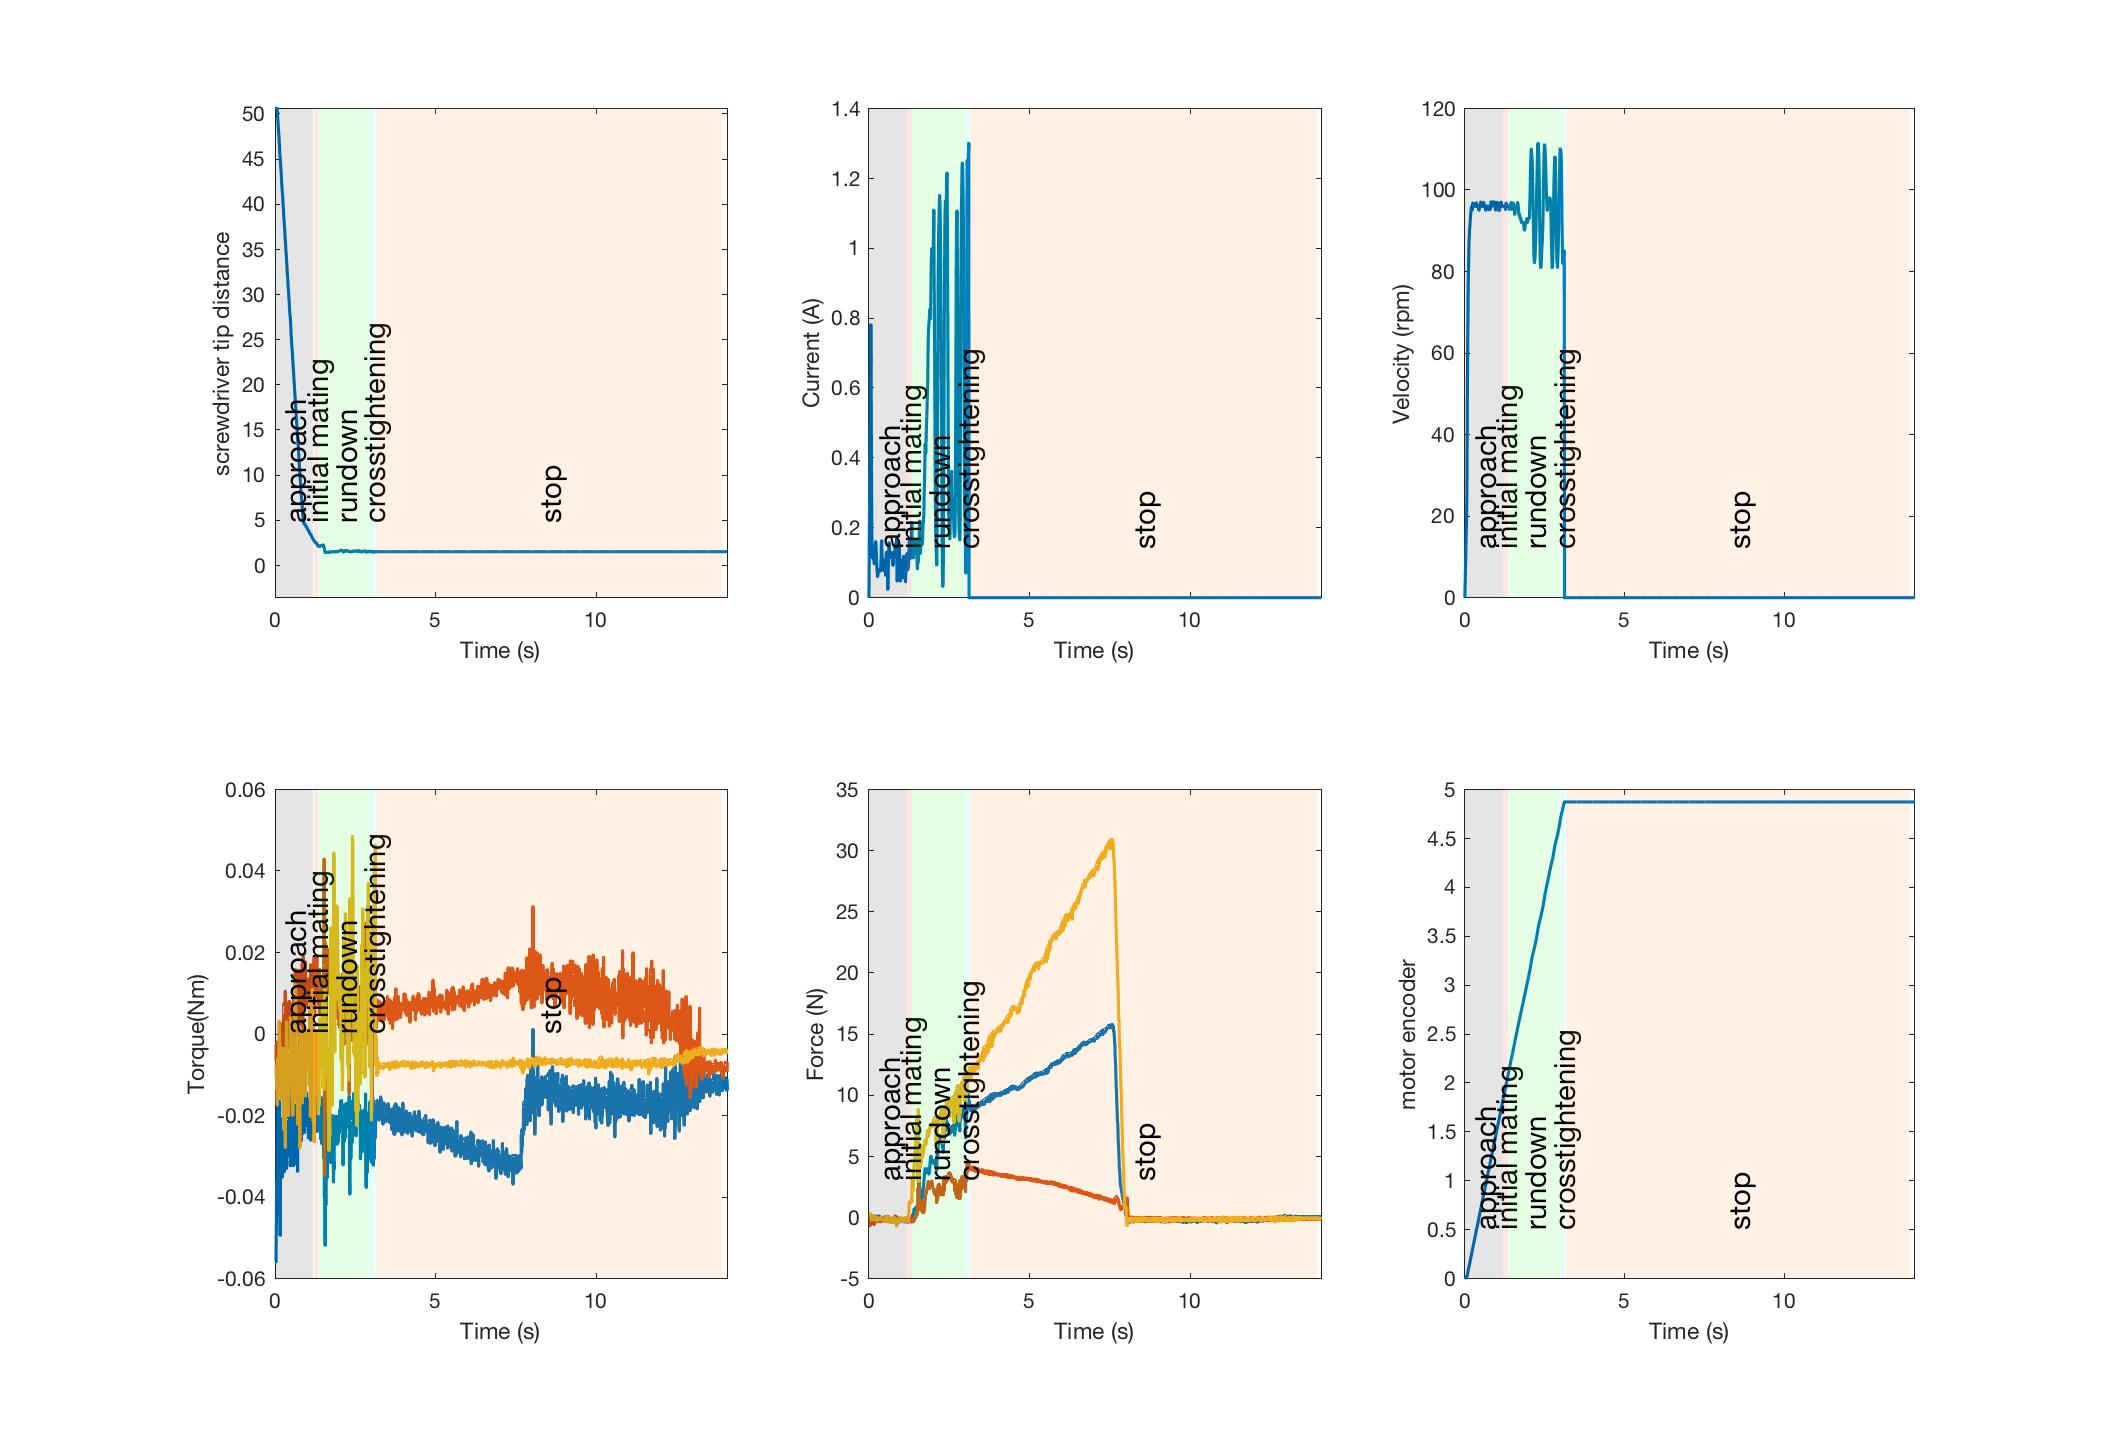 50
45
40
35
30
25
20
15
10
5
0
screwdriver tip distance
approach
initial mating
rundown
crosstightening
stop
0 5 10
Time (s)
1.4
1.2
1
0.8
0.6
0.4
0.2
0
Current (A)
approach
initial mating
rundown
crosstightening
stop
0 5 10
Time (s)
120
100
80
60
40
20
0
Velocity (rpm)
approach
initial mating
rundown
crosstightening
stop
0 5 10
Time (s)
0.06
0.04
0.02
0
-0.02
-0.04
-0.06
Torque(Nm)
approach
initial mating
rundown
crosstightening
stop
0 5 10
Time (s)
35
30
25
20
15
10
5
0
-5
Force (N)
approach
initial mating
rundown
crosstightening
stop
0 5 10
Time (s)
5
4.5
4
3.5
3
2.5
2
1.5
1
0.5
0
motor encoder
approach
initial mating
rundown
crosstightening
stop
0 5 10
Time (s)